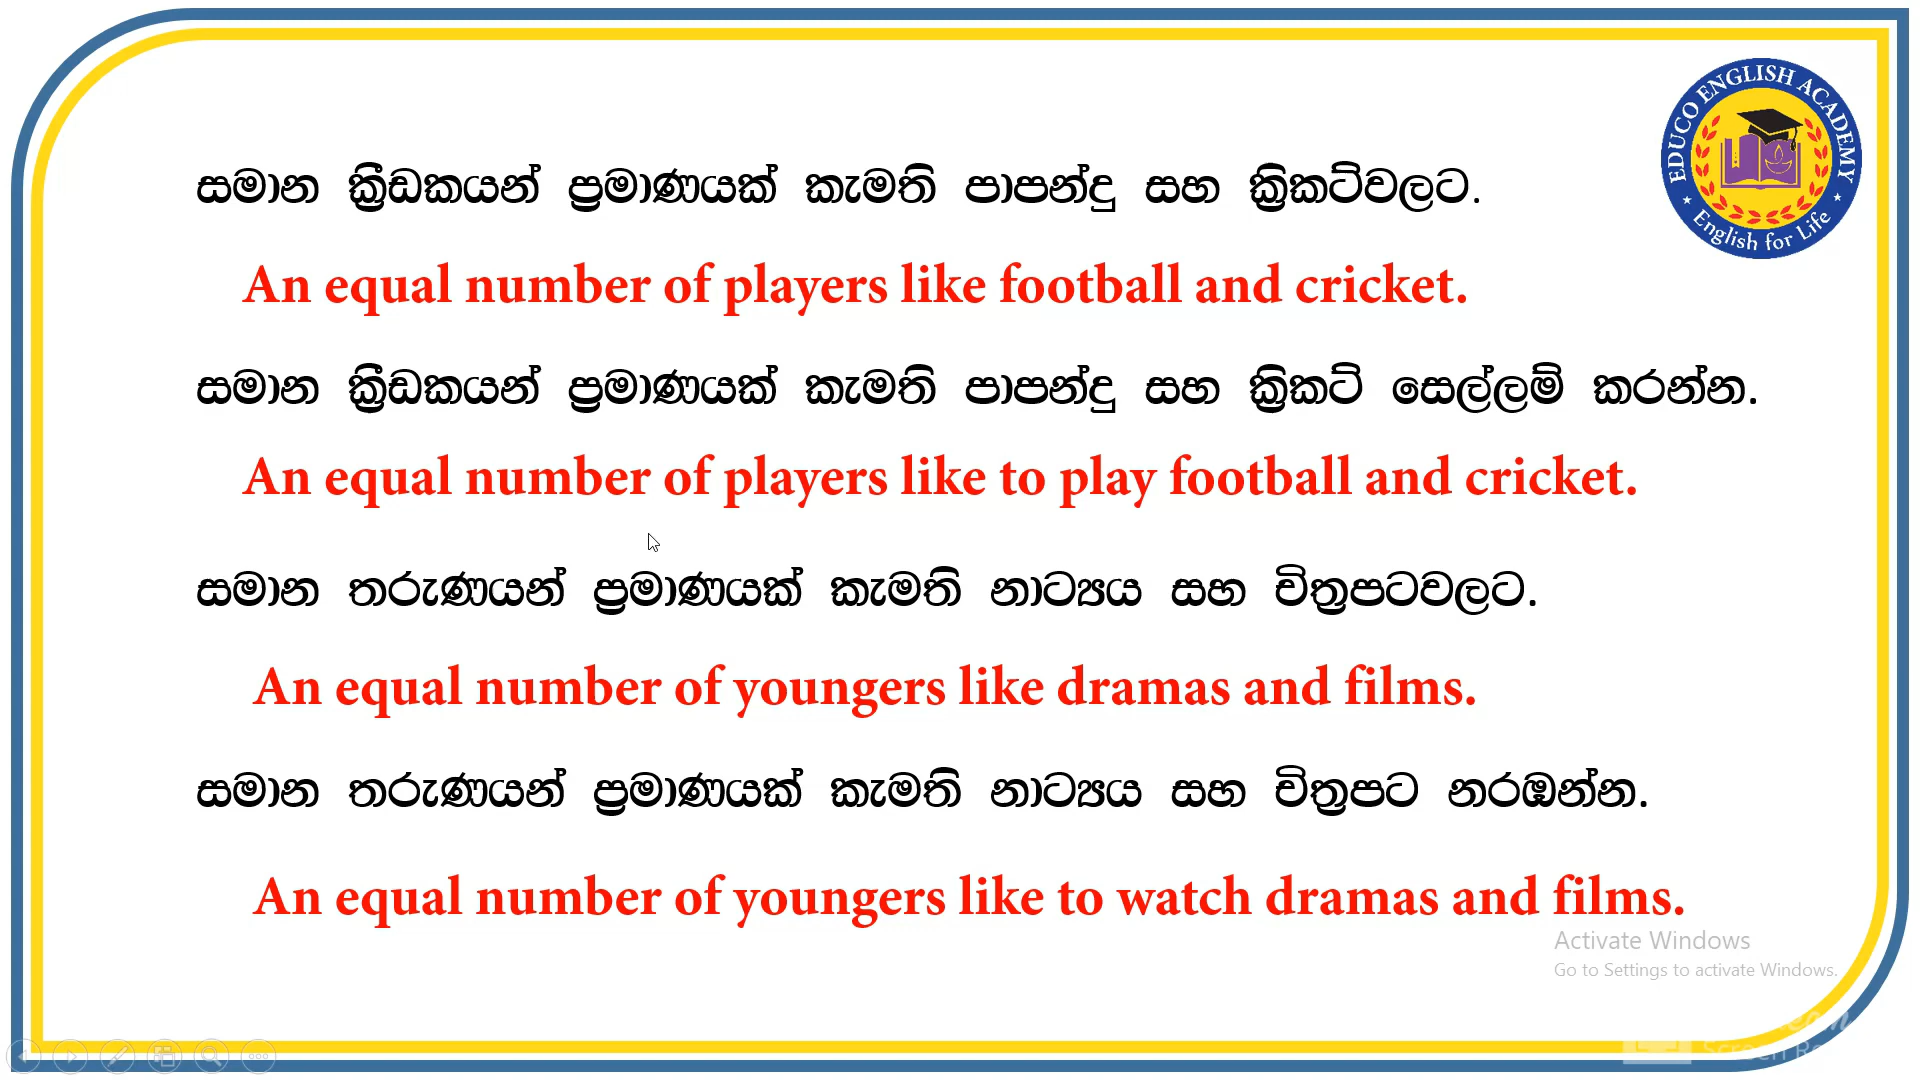 EDUCO ENGLISH ACADEMY
English for Life
සමාන ක්‍රීඩකයන් ප්‍රමාණයක් කැමති පාපන්දු සහ ක්‍රිකට්වලට.
An equal number of players like football and cricket.
සමාන ක්‍රීඩකයන් ප්‍රමාණයක් කැමති පාපන්දු සහ ක්‍රිකට් සෙල්ලම් කරන්න.
An equal number of players like to play football and cricket.
සමාන තරුණයන් ප්‍රමාණයක් කැමති නාට්‍යය සහ චිත්‍රපටවලට.
An equal number of youngers like dramas and films.
සමාන තරුණයන් ප්‍රමාණයක් කැමති නාට්‍යය සහ චිත්‍රපට නරඹන්න.
An equal number of youngers like to watch dramas and films.
Activate Windows
Go to Settings to activate Windows.